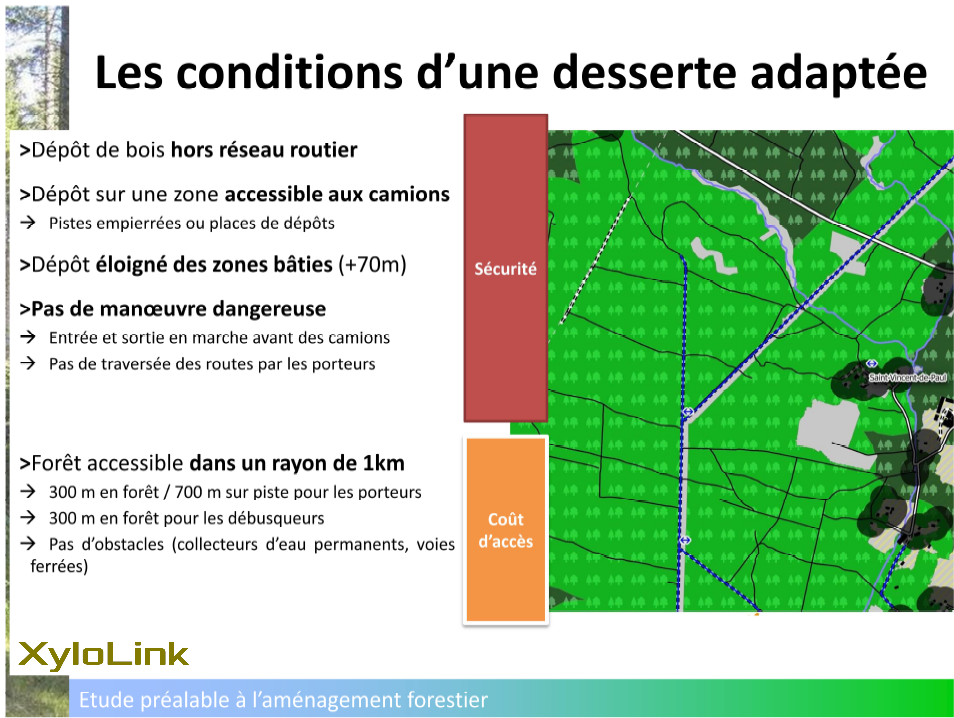 Les conditions d’une desserte adaptée
>Dépôt de bois hors réseau routier
>Dépôt sur une zone accessible aux camions
→ Pistes empierrées ou places de dépôts
>Dépôt éloigné des zones bâties (+70m)
>Pas de manœuvre dangereuse
→ Entrée et sortie en marche avant des camions
→ Pas de traversée des routes par les porteurs
Sécurité
>Forêt accessible dans un rayon de 1km
→ 300 m en forêt / 700 m sur piste pour les porteurs
→ 300 m en forêt pour les débusqueurs
→ Pas d’obstacles (collecteurs d’eau permanents, voies
ferrées)
Coût
d’accès
Saint-Vincent-de-Paul
XyloLink
Etude préalable à l’aménagement forestier